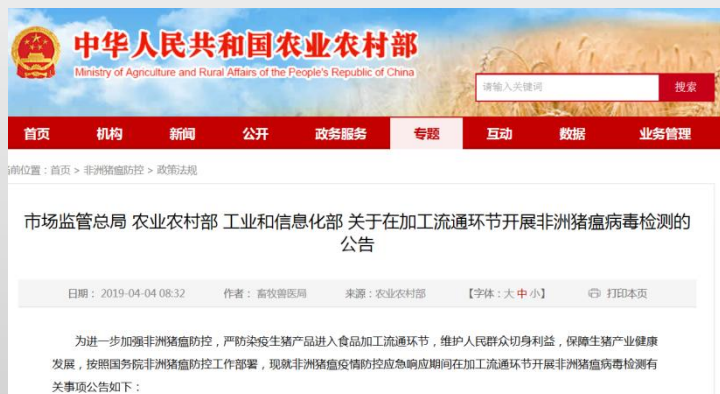 中华人民共和国农业农村部
Ministry of Agriculture and Rural Affairs of the People's Republic of China
请输入关键词 搜索
首页 机构 新闻 公开 政务服务 专题 互动 数据 业务管理
前位置：首页 > 非洲猪瘟防控 > 政策法规
市场监管总局 农业农村部 工业和信息化部 关于在加工流通环节开展非洲猪瘟病毒检测的
公告
日期： 2019-04-04 08:32 作者： 畜牧兽医局 来源：农业农村部 【字体：大 中 小】 打印本页
为进一步加强非洲猪瘟防控，严防染疫生猪产品进入食品加工流通环节，维护人民群众切身利益，保障生猪产业健康
发展，按照国务院非洲猪瘟防控工作部署，现就非洲猪瘟疫情防控应急响应期间在加工流通环节开展非洲猪瘟病毒检测有
关事项公告如下：